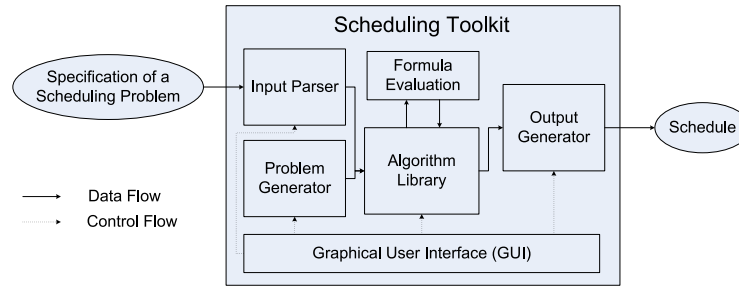 Scheduling Toolkit
Specification of a
Scheduling Problem
Input Parser
Formula
Evaluation
Output
Generator
Schedule
Problem
Generator
Algorithm
Library
Data Flow
Control Flow
Graphical User Interface (GUI)